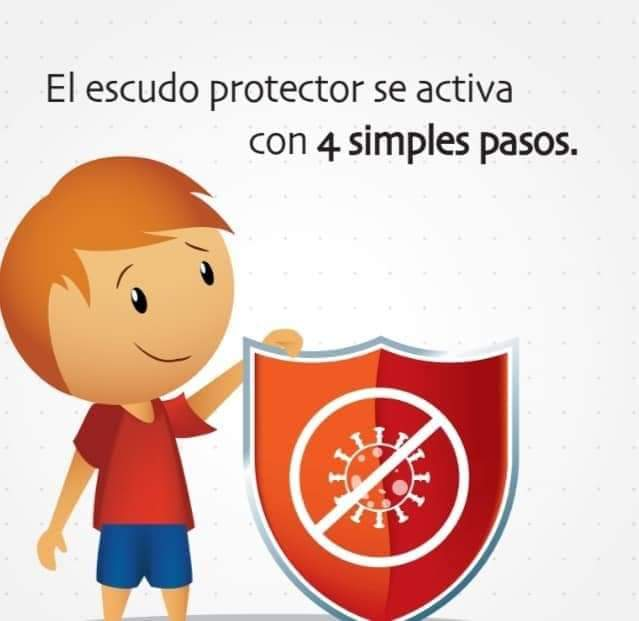 El escudo protector se activa
con 4 simples pasos.